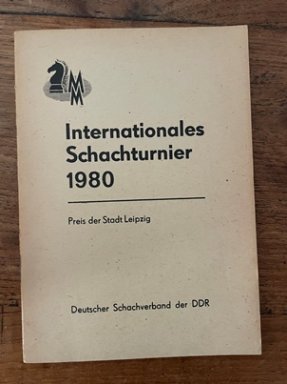 MM
Internationales
Schachturnier
1980
Preis der Stadt Leipzig
Deutscher Schachverband der DDR